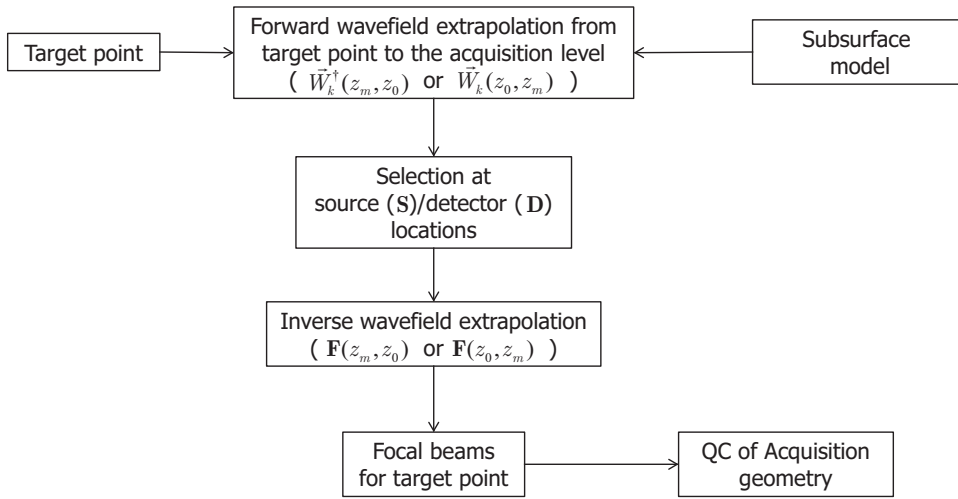 Target point
Forward wavefield extrapolation from
target point to the acquisition level
( W⃗ₖ†(zₘ, z₀) or W⃗ₖ(z₀, zₘ) )
Subsurface
model
Selection at
source (S)/detector (D)
locations
Inverse wavefield extrapolation
( F(zₘ, z₀) or F(z₀, zₘ) )
Focal beams
for target point
QC of Acquisition
geometry